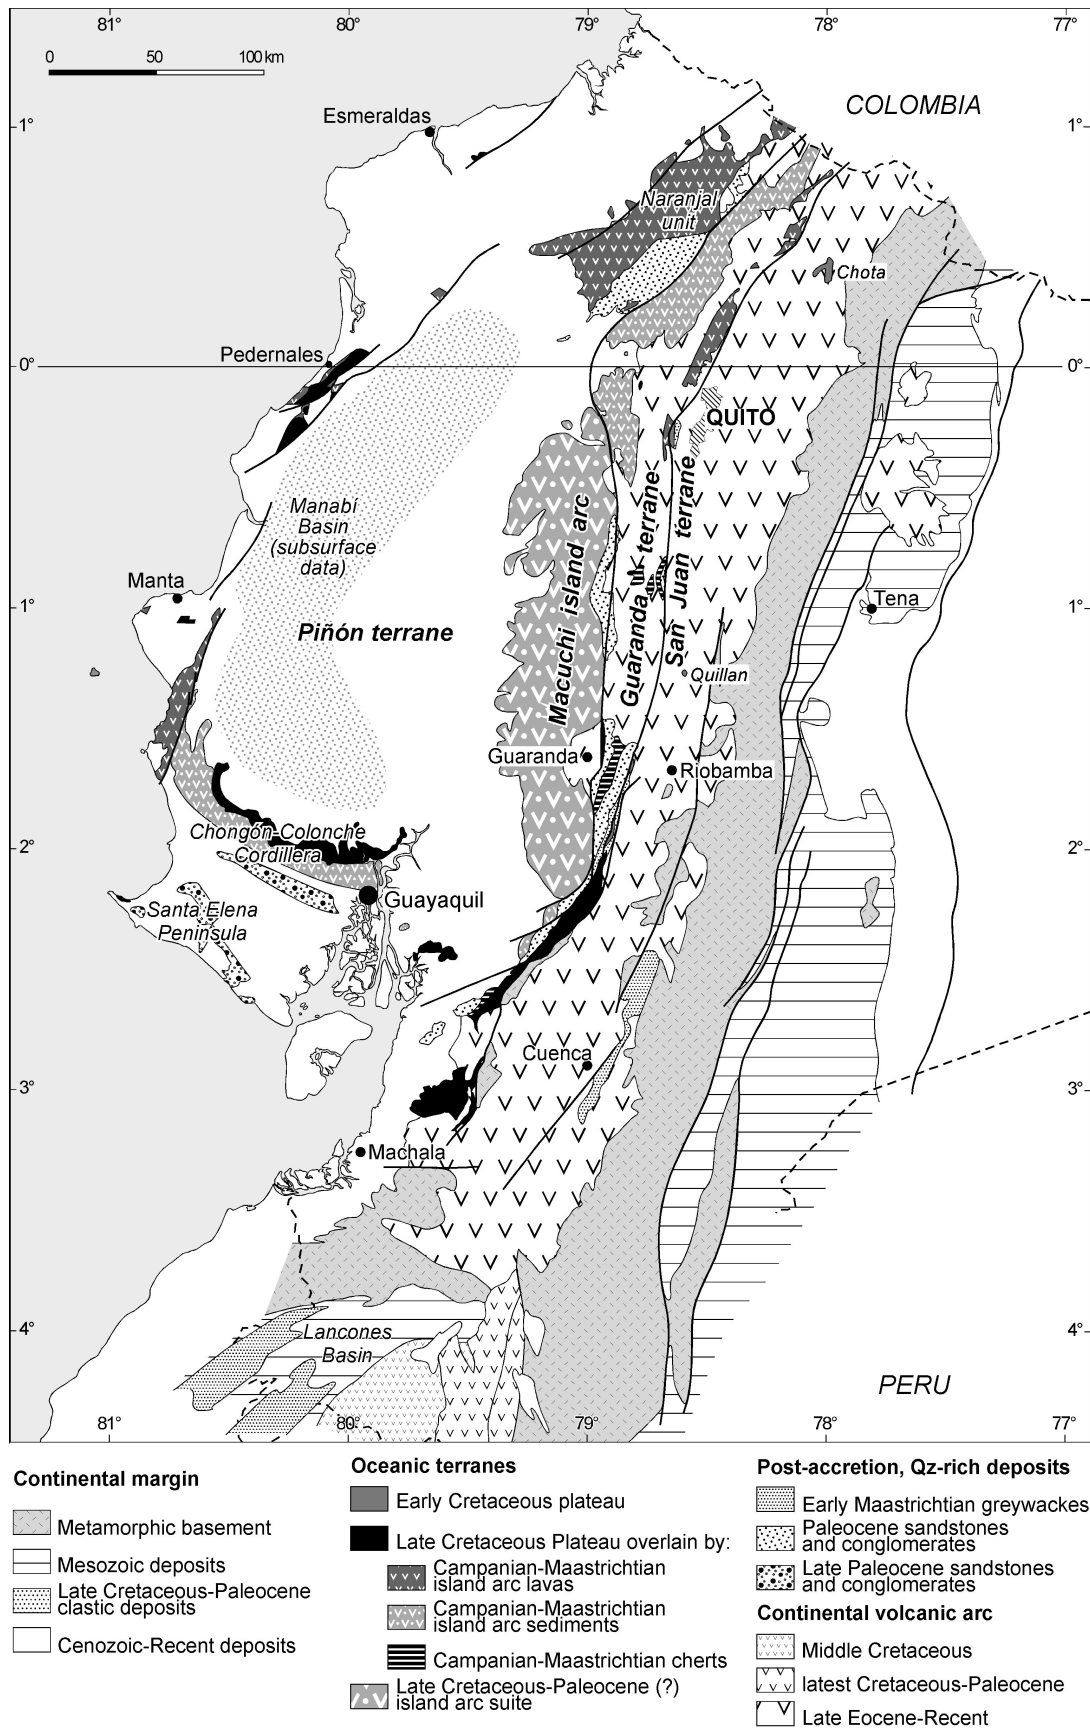 81°
80°
79°
78°
77°
0
50
100 km
COLOMBIA
Esmeraldas
1°
1°
Naranjal
unit
Chota
Pedernales
0°
0°
QUITO
Manabí
Basin
(subsurface
data)
Macuchi island arc
Guaranda terrane
San Juan terrane
Manta
1°
Tena
1°
Piñón terrane
Quillan
Guaranda
Riobamba
Chongón-Colonche
Cordillera
2°
2°
Guayaquil
Santa Elena
Peninsula
Cuenca
3°
3°
Machala
Lancones
Basin
4°
4°
PERU
81°
80°
79°
78°
77°
Continental margin
Metamorphic basement
Mesozoic deposits
Late Cretaceous-Paleocene
clastic deposits
Cenozoic-Recent deposits
Oceanic terranes
Early Cretaceous plateau
Late Cretaceous Plateau overlain by:
Campanian-Maastrichtian
island arc lavas
Campanian-Maastrichtian
island arc sediments
Campanian-Maastrichtian cherts
Late Cretaceous-Paleocene (?)
island arc suite
Post-accretion, Qz-rich deposits
Early Maastrichtian greywackes
Paleocene sandstones
and conglomerates
Late Paleocene sandstones
and conglomerates
Continental volcanic arc
Middle Cretaceous
latest Cretaceous-Paleocene
Late Eocene-Recent